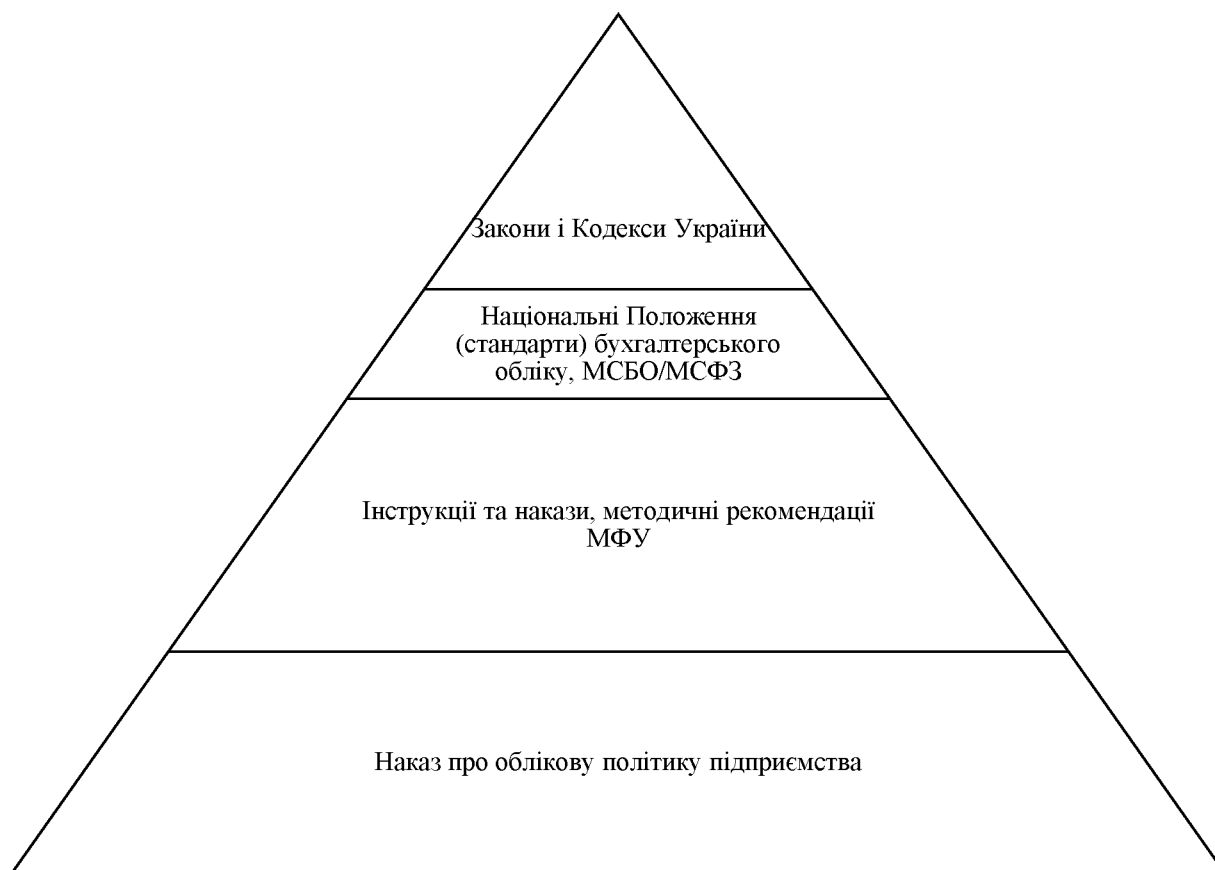 Закони і Кодекси України
Національні Положення
(стандарти) бухгалтерського
обліку, МСБО/МСФЗ
Інструкції та накази, методичні рекомендації
МФУ
Наказ про облікову політику підприємства